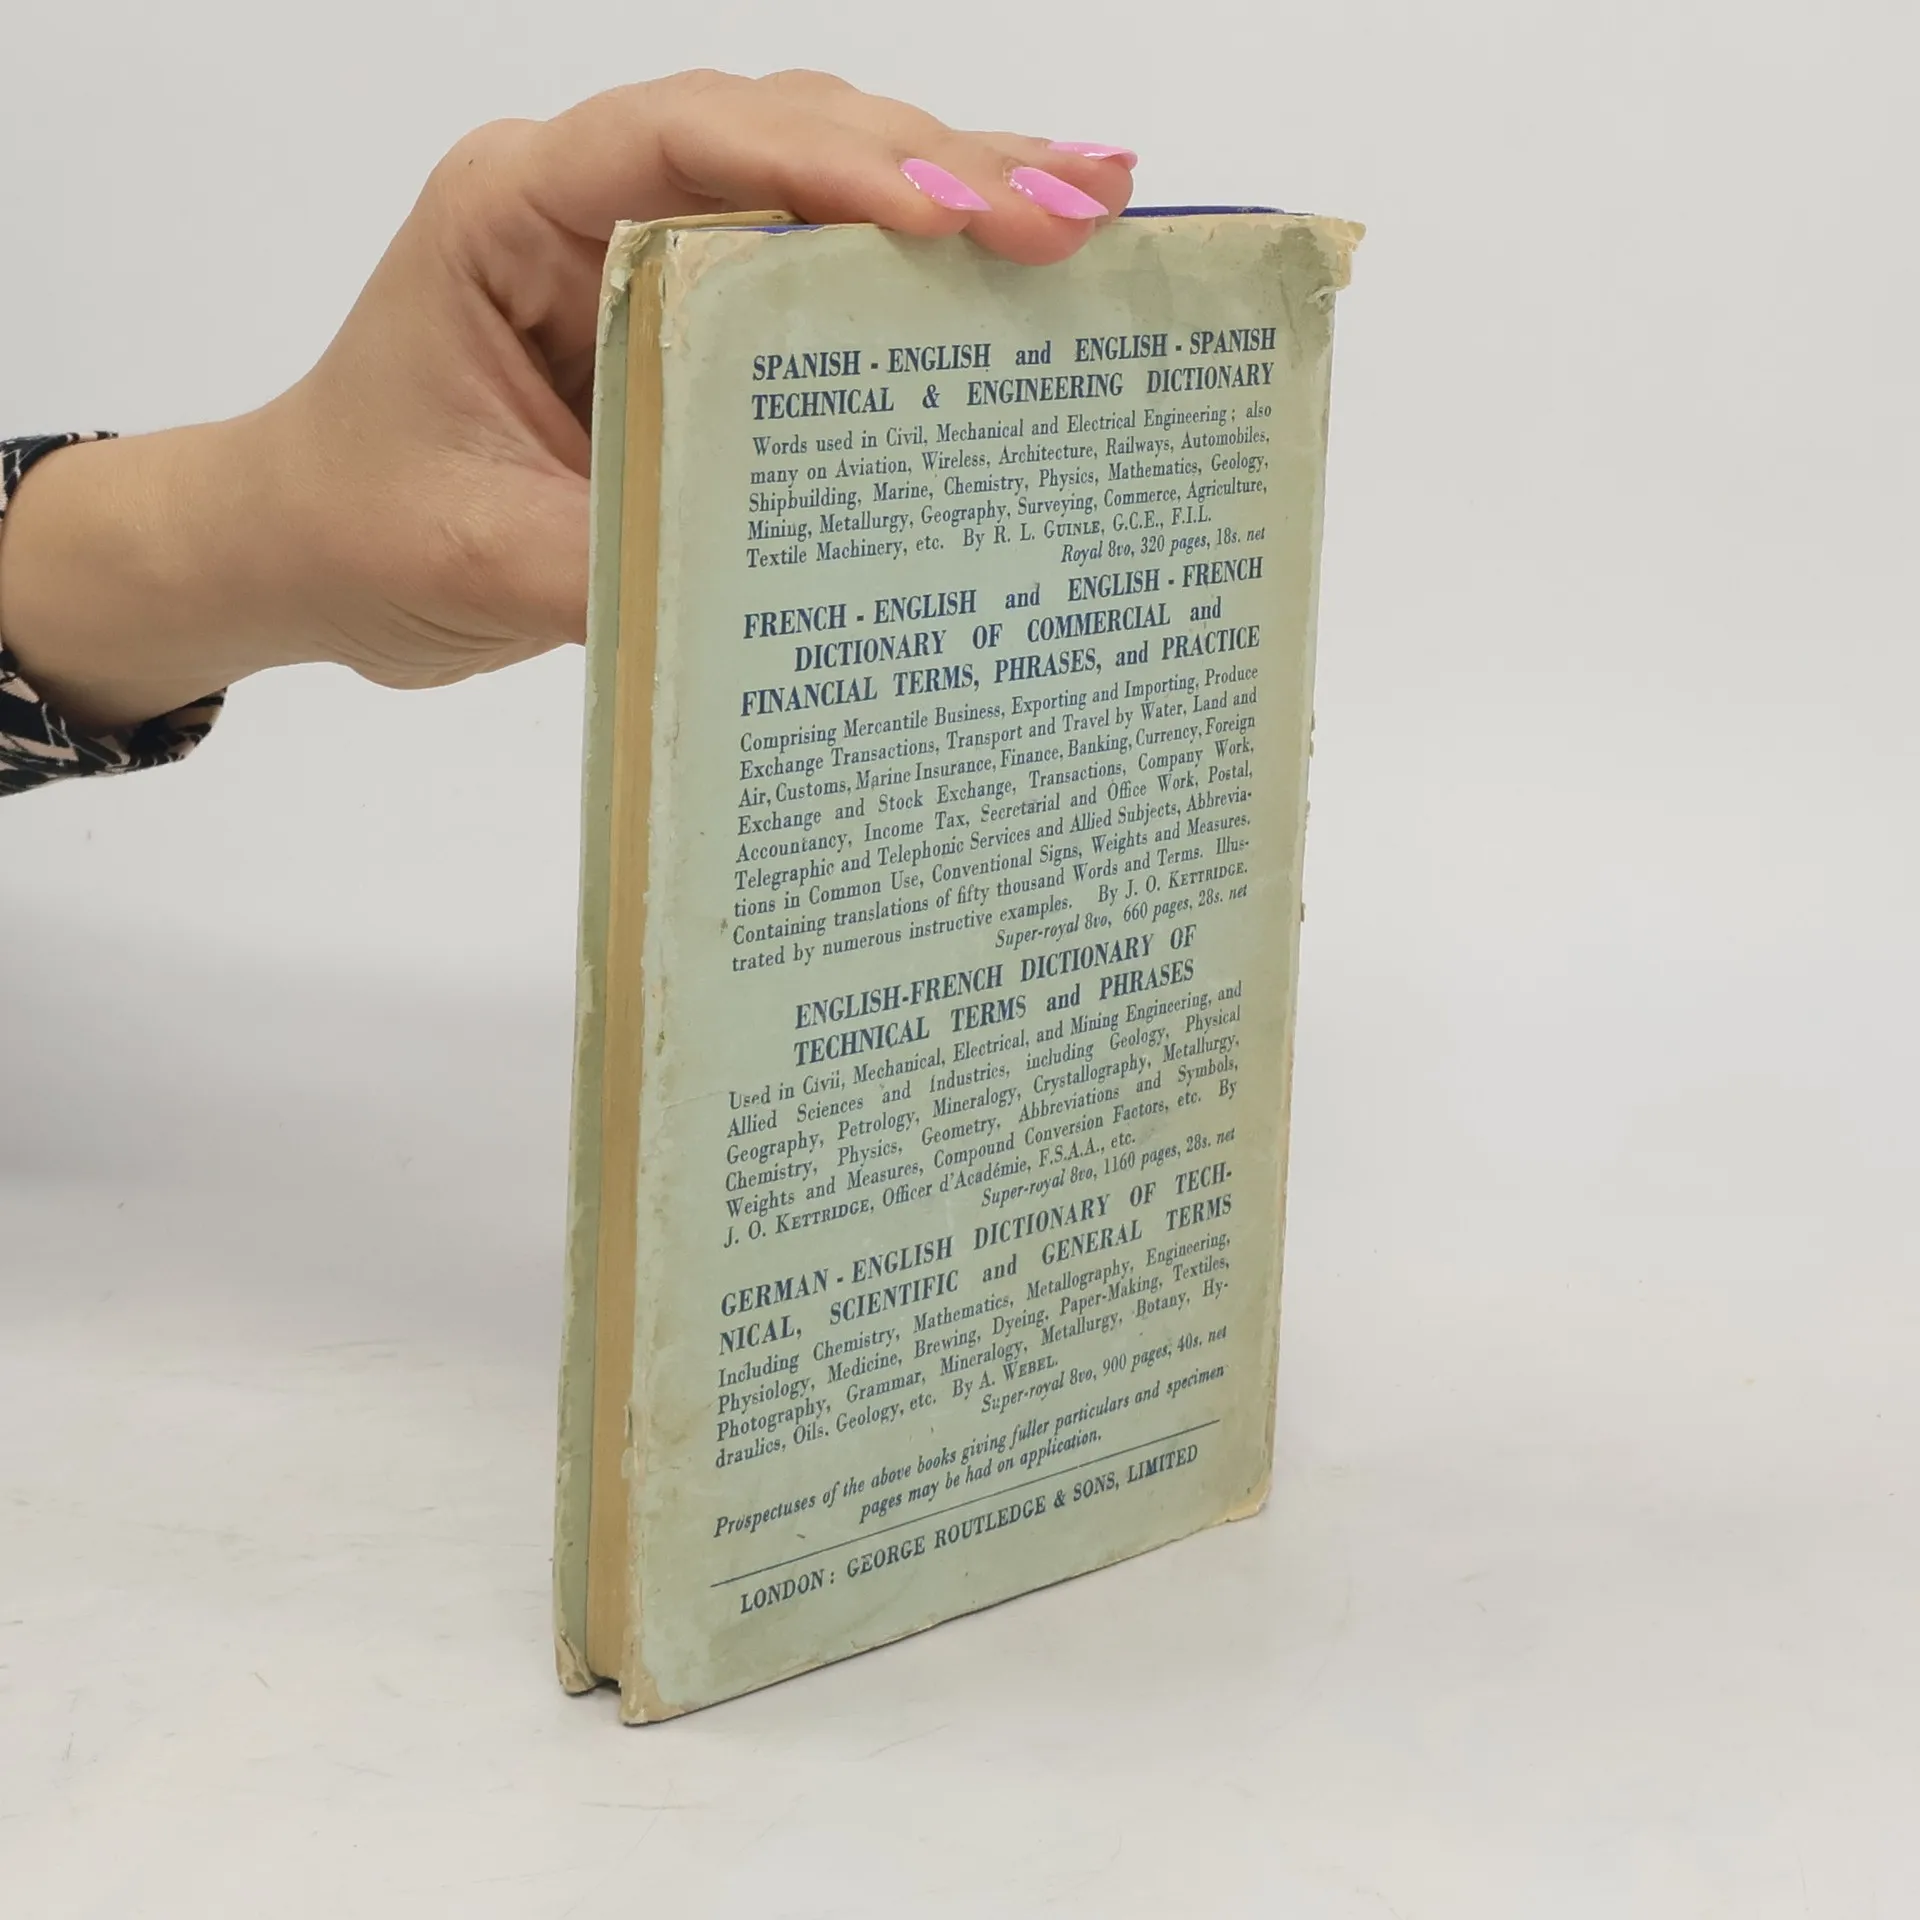 SPANISH - ENGLISH and ENGLISH - SPANISH
TECHNICAL & ENGINEERING DICTIONARY
Words used in Civil, Mechanical and Electrical Engineering ; also
many on Aviation, Wireless, Architecture, Railways, Automobiles,
Shipbuilding, Marine, Chemistry, Physics, Mathematics, Geology,
Mining, Metallurgy, Geography, Surveying, Commerce, Agriculture,
Textile Machinery, etc. By R. L. GUINLE, G.C.E., F.I.L.
Royal 8vo, 320 pages, 18s. net
FRENCH - ENGLISH and ENGLISH - FRENCH
DICTIONARY OF COMMERCIAL and
FINANCIAL TERMS, PHRASES, and PRACTICE
Comprising Mercantile Business, Exporting and Importing, Produce
Exchange Transactions, Transport and Travel by Water, Land and
Air, Customs, Marine Insurance, Finance, Banking, Currency, Foreign
Exchange and Stock Exchange, Transactions, Company Work,
Accountancy, Income Tax, Secretarial and Office Work, Postal,
Telegraphic and Telephonic Services and Allied Subjects, Abbrevia-
tions in Common Use, Conventional Signs, Weights and Measures.
Containing translations of fifty thousand Words and Terms. Illus-
trated by numerous instructive examples. By J. O. KETTRIDGE.
Super-royal 8vo, 660 pages, 28s. net
ENGLISH-FRENCH DICTIONARY OF
TECHNICAL TERMS and PHRASES
Used in Civil, Mechanical, Electrical, and Mining Engineering, and
Allied Sciences and Industries, including Geology, Physical
Geography, Petrology, Mineralogy, Crystallography, Metallurgy,
Chemistry, Physics, Geometry, Abbreviations and Symbols,
Weights and Measures, Compound Conversion Factors, etc. By
J. O. KETTRIDGE, Officer d'Académie, F.S.A.A., etc.
Super-royal 8vo, 1160 pages, 28s. net
GERMAN - ENGLISH DICTIONARY OF TECH-
NICAL, SCIENTIFIC and GENERAL TERMS
Including Chemistry, Mathematics, Metallography, Engineering,
Physiology, Medicine, Brewing, Dyeing, Paper-Making, Textiles,
Photography, Grammar, Mineralogy, Metallurgy, Botany, Hy-
draulics, Oils. Geology, etc. By A. WEBEL.
Super-royal 8vo, 900 pages, 40s. net
Prospectuses of the above books giving fuller particulars and specimen
pages may be had on application.
LONDON : GEORGE ROUTLEDGE & SONS, LIMITED